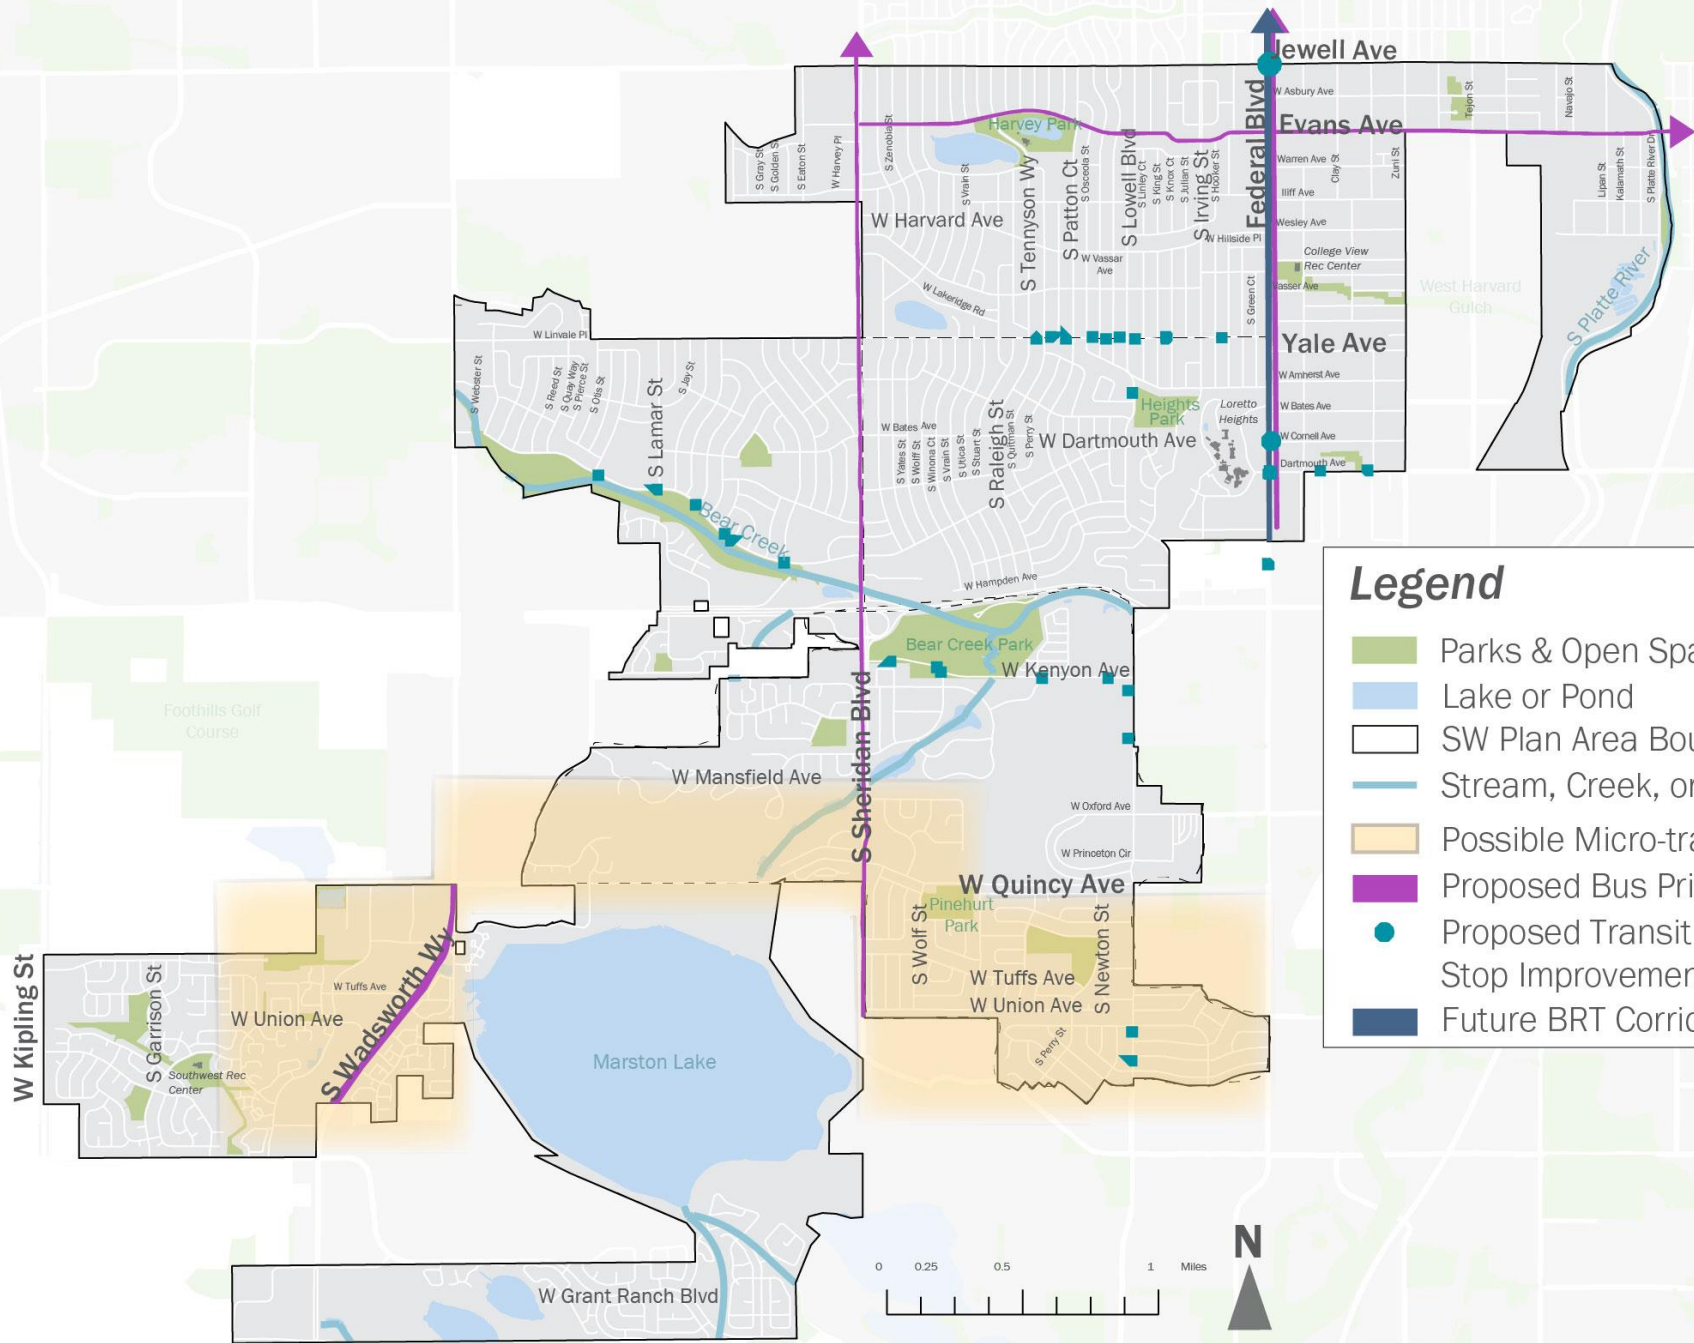 Jewell Ave
W Asbury Ave
Federal Blvd
Evans Ave
Tejon St
Navajo St
Harvey Park
S Zenobia St
S Gray St
S Golden S
S Eaton St
W Harvey Pl
S Vrain St
S Tennyson Wy
S Patton Ct
S Osceola St
S Lowell Blvd
S Linley Ct
S King St
S Knox Ct
S Julian St
S Irving St
S Hooker St
Warren Ave
Clay St
Zuni St
Lipan St
Kalamath St
S Platte River Dr
Iliff Ave
W Harvard Ave
Wesley Ave
W Hillside Pl
College View
Rec Center
W Vassar
Ave
Vasser Ave
S Green Ct
West Harvard
Gulch
S Platte River
W Lakeridge Rd
W Linvale Pl
Yale Ave
S Webster St
S Reed St
S Quay Way
S Pierce St
S Otis St
S Lamar St
S Jay St
W Amherst Ave
Heights
Park
Loretto
Heights
W Bates Ave
W Bates Ave
S Yates St
S Wolff St
S Winona Ct
S Vrain St
S Utica St
S Stuart St
S Raleigh St
S Quitman St
S Perry St
W Dartmouth Ave
W Cornell Ave
Dartmouth Ave
Bear Creek
W Hampden Ave
Bear Creek Park
W Kenyon Ave
S Sheridan Blvd
Foothills Golf
Course
W Mansfield Ave
W Oxford Ave
W Princeton Cir
W Quincy Ave
Pinehurt
Park
S Wolf St
S Newton St
W Tuffs Ave
W Union Ave
S Perry St
W Kipling St
S Garrison St
W Tuffs Ave
W Union Ave
S Wadsworth Wy
Southwest Rec
Center
Marston Lake
W Grant Ranch Blvd
Legend
Parks & Open Spa
Lake or Pond
SW Plan Area Bou
Stream, Creek, or
Possible Micro-tra
Proposed Bus Pri
Proposed Transit
Stop Improvemen
Future BRT Corrid
0 0.25 0.5 1 Miles
N